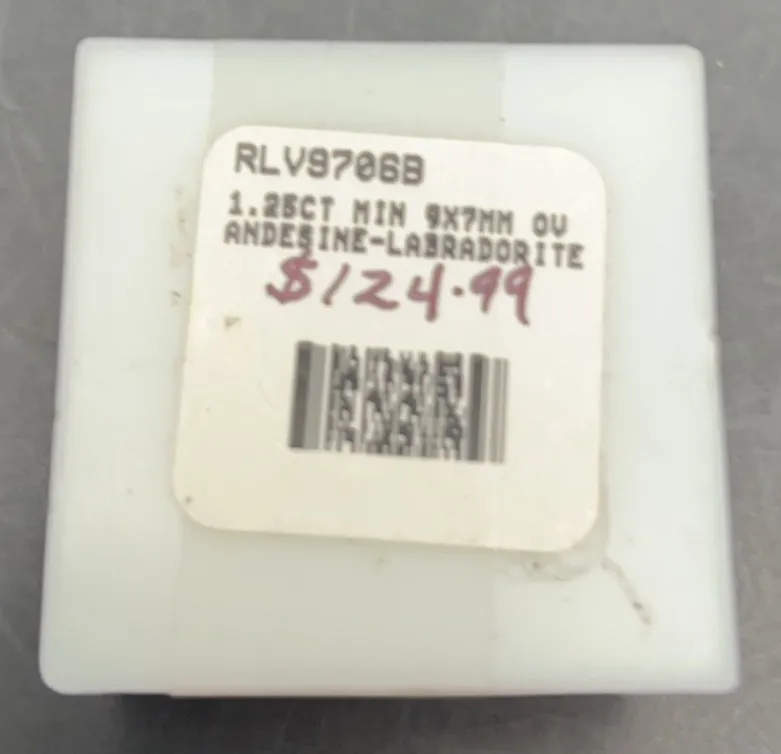 RLV9706B
1.25CT MIN 9X7MM OV
ANDESINE-LABRADORITE
$124.99